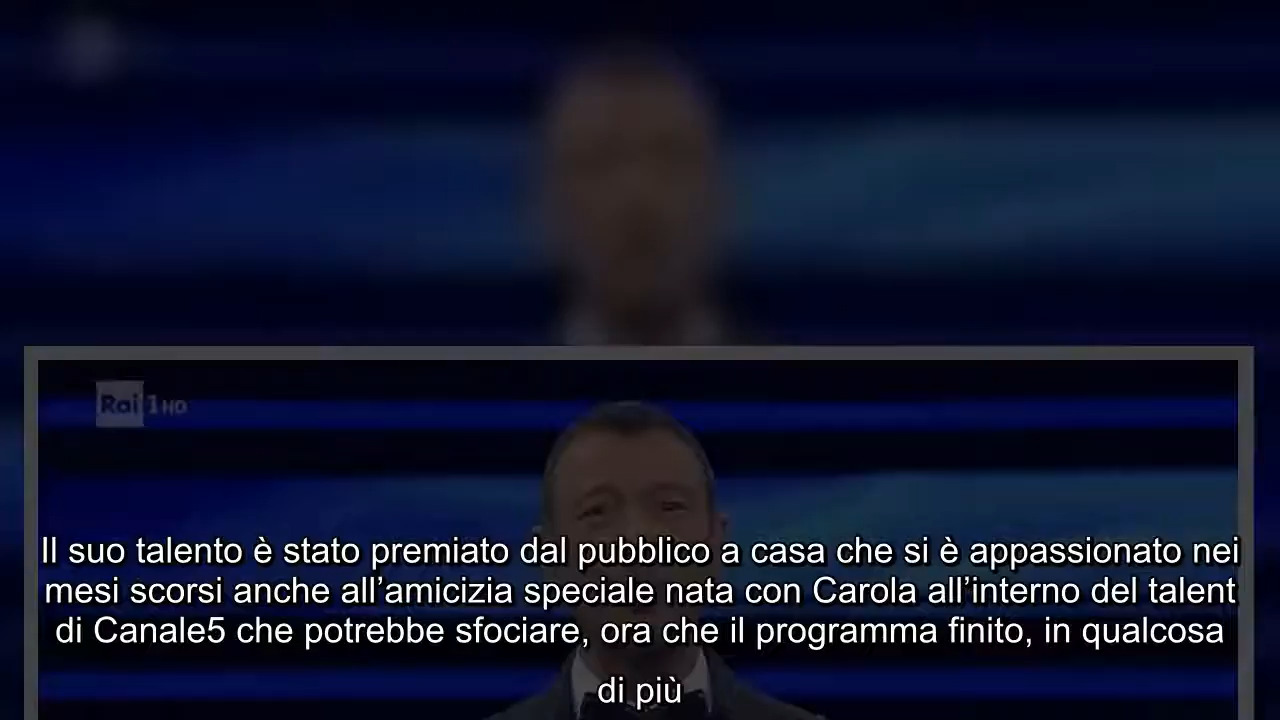 Rai 1 HD
Il suo talento è stato premiato dal pubblico a casa che si è appassionato nei
mesi scorsi anche all’amicizia speciale nata con Carola all’interno del talent
di Canale5 che potrebbe sfociare, ora che il programma finito, in qualcosa
di più